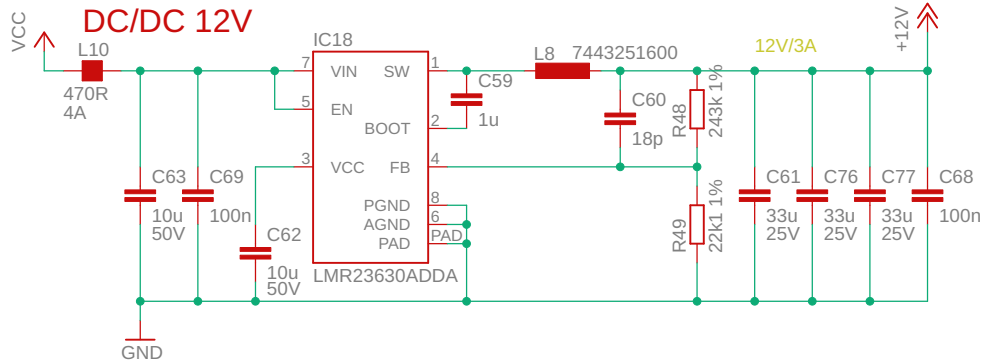 DC/DC 12V
VCC
L10
470R
4A
IC18
7
VIN
SW
1
5
EN
BOOT
2
3
VCC
FB
4
PGND
8
AGND
6
PAD
PAD
LMR23630ADDA
L8
7443251600
C59
1u
C60
18p
R48
243k 1%
R49
22k1 1%
12V/3A
+12V
C63
10u
50V
C69
100n
C62
10u
50V
C61
33u
25V
C76
33u
25V
C77
33u
25V
C68
100n
GND